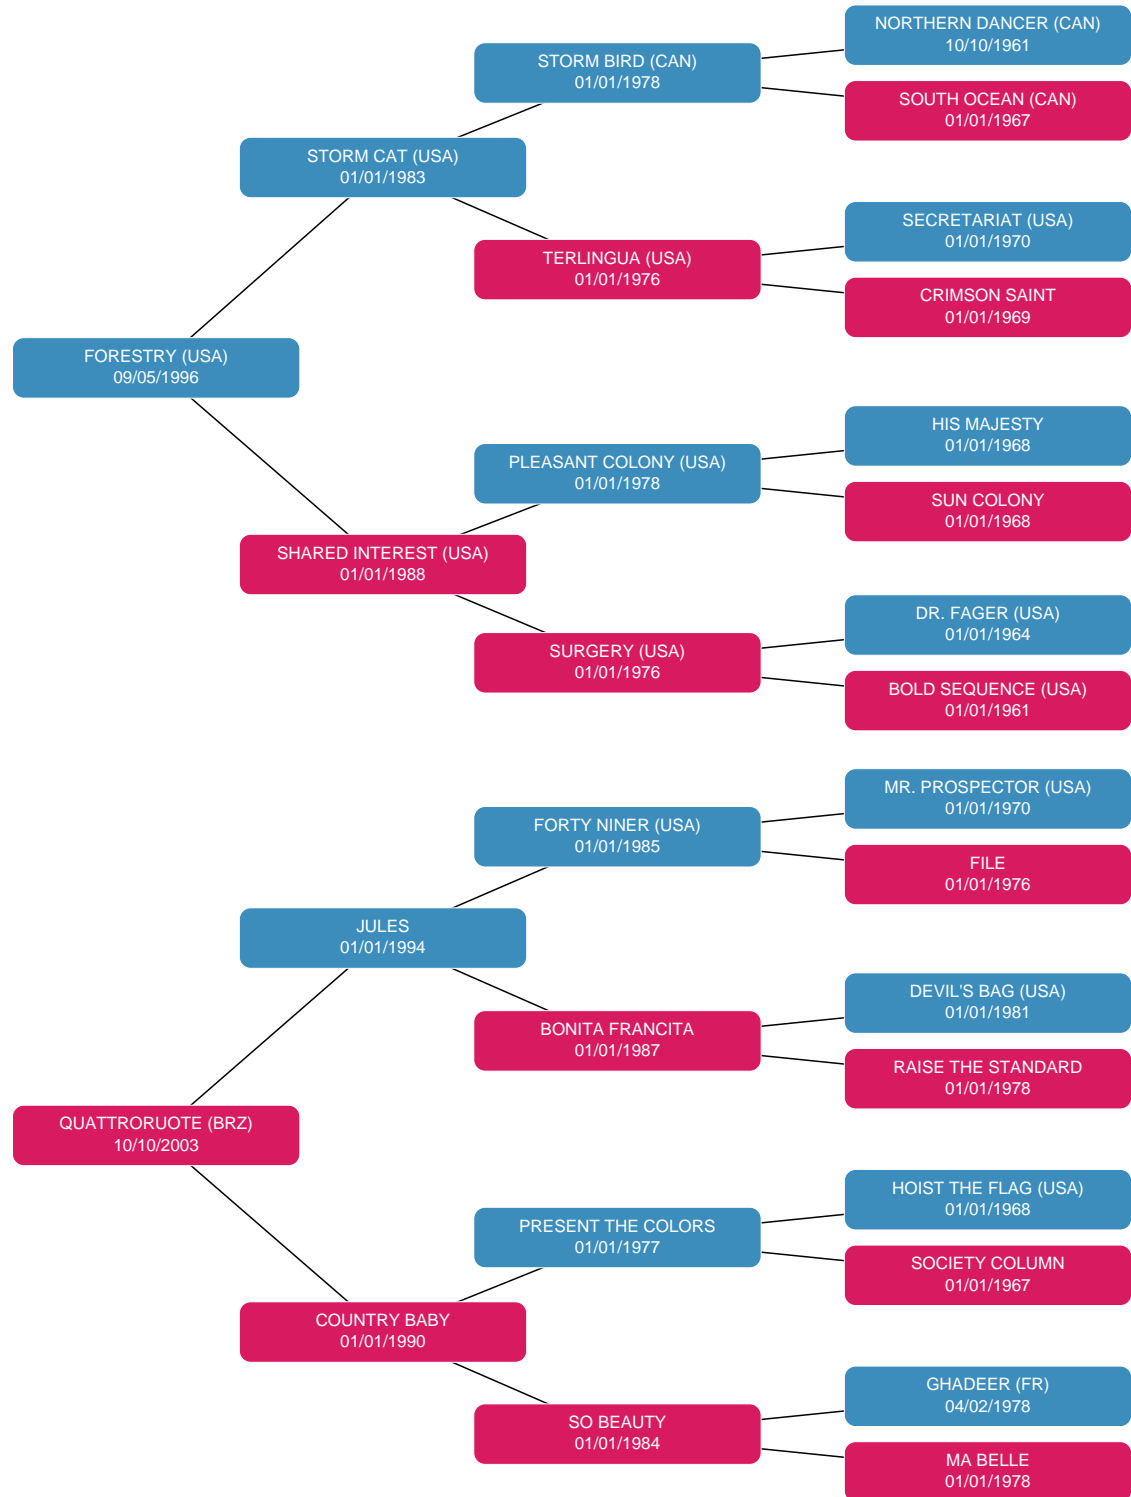 NORTHERN DANCER (CAN)
10/10/1961
STORM BIRD (CAN)
01/01/1978
SOUTH OCEAN (CAN)
01/01/1967
STORM CAT (USA)
01/01/1983
SECRETARIAT (USA)
01/01/1970
TERLINGUA (USA)
01/01/1976
CRIMSON SAINT
01/01/1969
FORESTRY (USA)
09/05/1996
HIS MAJESTY
01/01/1968
PLEASANT COLONY (USA)
01/01/1978
SUN COLONY
01/01/1968
SHARED INTEREST (USA)
01/01/1988
DR. FAGER (USA)
01/01/1964
SURGERY (USA)
01/01/1976
BOLD SEQUENCE (USA)
01/01/1961
MR. PROSPECTOR (USA)
01/01/1970
FORTY NINER (USA)
01/01/1985
FILE
01/01/1976
JULES
01/01/1994
DEVIL'S BAG (USA)
01/01/1981
BONITA FRANCITA
01/01/1987
RAISE THE STANDARD
01/01/1978
QUATTRORUOTE (BRZ)
10/10/2003
HOIST THE FLAG (USA)
01/01/1968
PRESENT THE COLORS
01/01/1977
SOCIETY COLUMN
01/01/1967
COUNTRY BABY
01/01/1990
GHADEER (FR)
04/02/1978
SO BEAUTY
01/01/1984
MA BELLE
01/01/1978